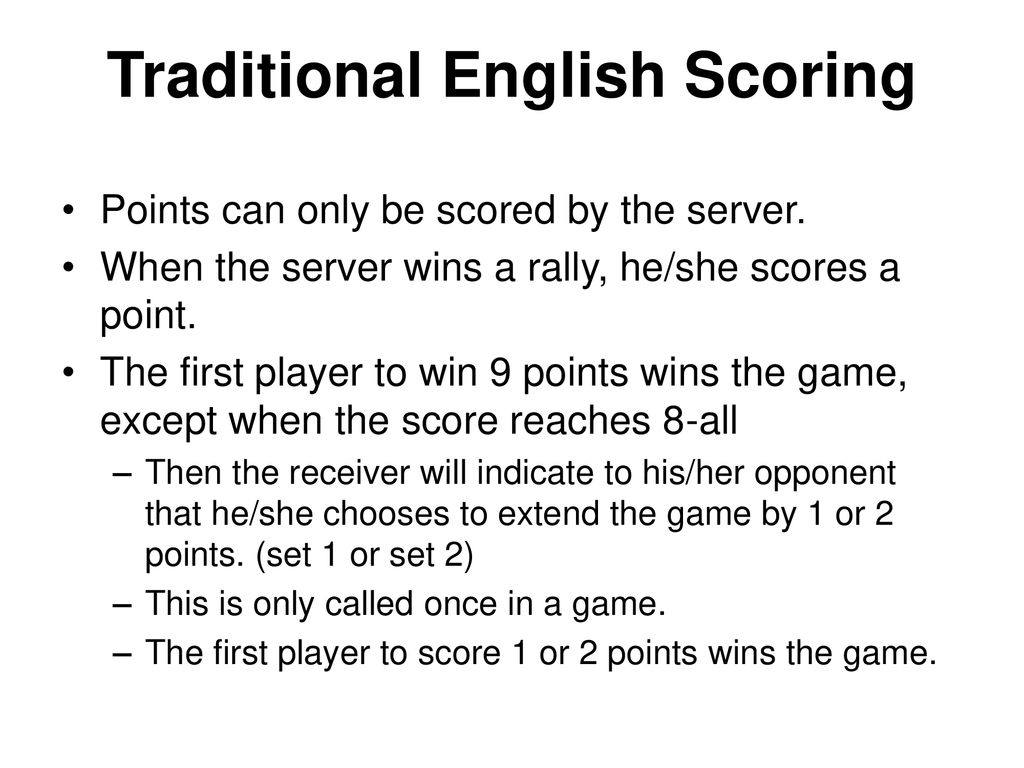 Traditional English Scoring
• Points can only be scored by the server.
• When the server wins a rally, he/she scores a
point.
• The first player to win 9 points wins the game,
except when the score reaches 8-all
– Then the receiver will indicate to his/her opponent
that he/she chooses to extend the game by 1 or 2
points. (set 1 or set 2)
– This is only called once in a game.
– The first player to score 1 or 2 points wins the game.